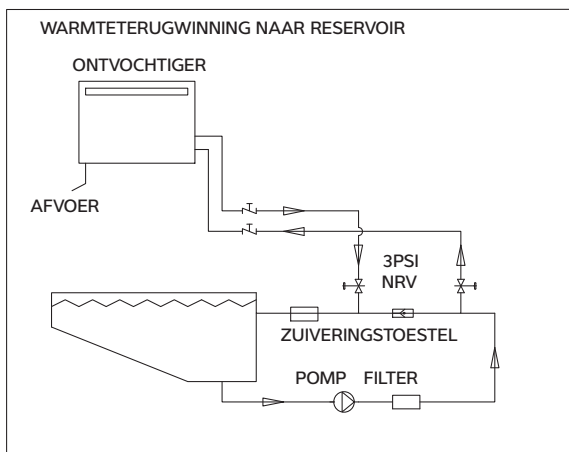 WARMTETERUGWINNING NAAR RESERVOIR
ONTVOCHTIGER
AFVOER
3PSI
NRV
ZUIVERINGSTOESTEL
POMP FILTER